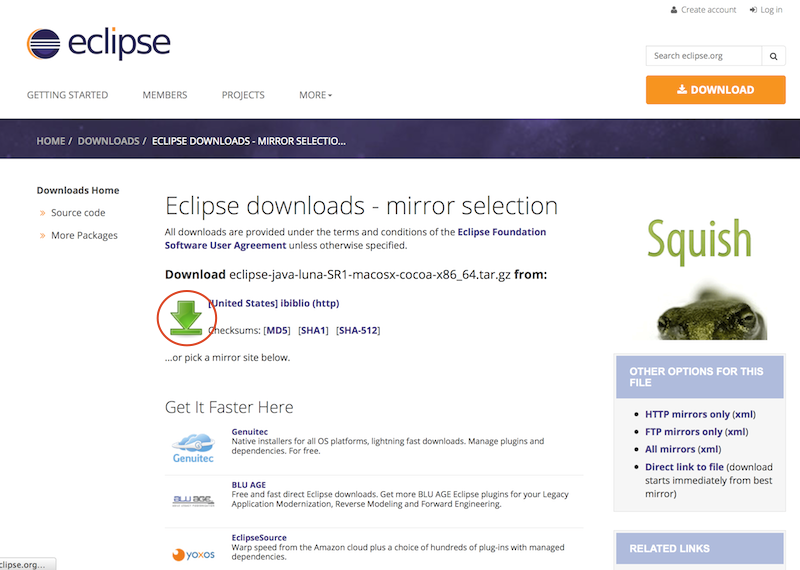 Create account
Log in
eclipse
Search eclipse.org
DOWNLOAD
GETTING STARTED
MEMBERS
PROJECTS
MORE
HOME / DOWNLOADS / ECLIPSE DOWNLOADS - MIRROR SELECTIO...
Downloads Home
Source code
More Packages
Eclipse downloads - mirror selection
All downloads are provided under the terms and conditions of the Eclipse Foundation
Software User Agreement unless otherwise specified.
Download eclipse-java-luna-SR1-macosx-cocoa-x86_64.tar.gz from:
[United States] ibiblio (http)
Checksums: [MD5] [SHA1] [SHA-512]
...or pick a mirror site below.
Get It Faster Here
Genuitec
Genuitec
Native installers for all OS platforms, lightning fast downloads. Manage plugins and
dependencies. For free.
BLU AGE
BLU AGE
Free and fast direct Eclipse downloads. Get more BLU AGE Eclipse plugins for your Legacy
Application Modernization, Reverse Modeling and Forward Engineering.
yoxos
EclipseSource
Warp speed from the Amazon cloud plus a choice of hundreds of plug-ins with managed
dependencies.
Squish
OTHER OPTIONS FOR THIS
FILE
HTTP mirrors only (xml)
FTP mirrors only (xml)
All mirrors (xml)
Direct link to file (download
starts immediately from best
mirror)
RELATED LINKS
clipse.org...